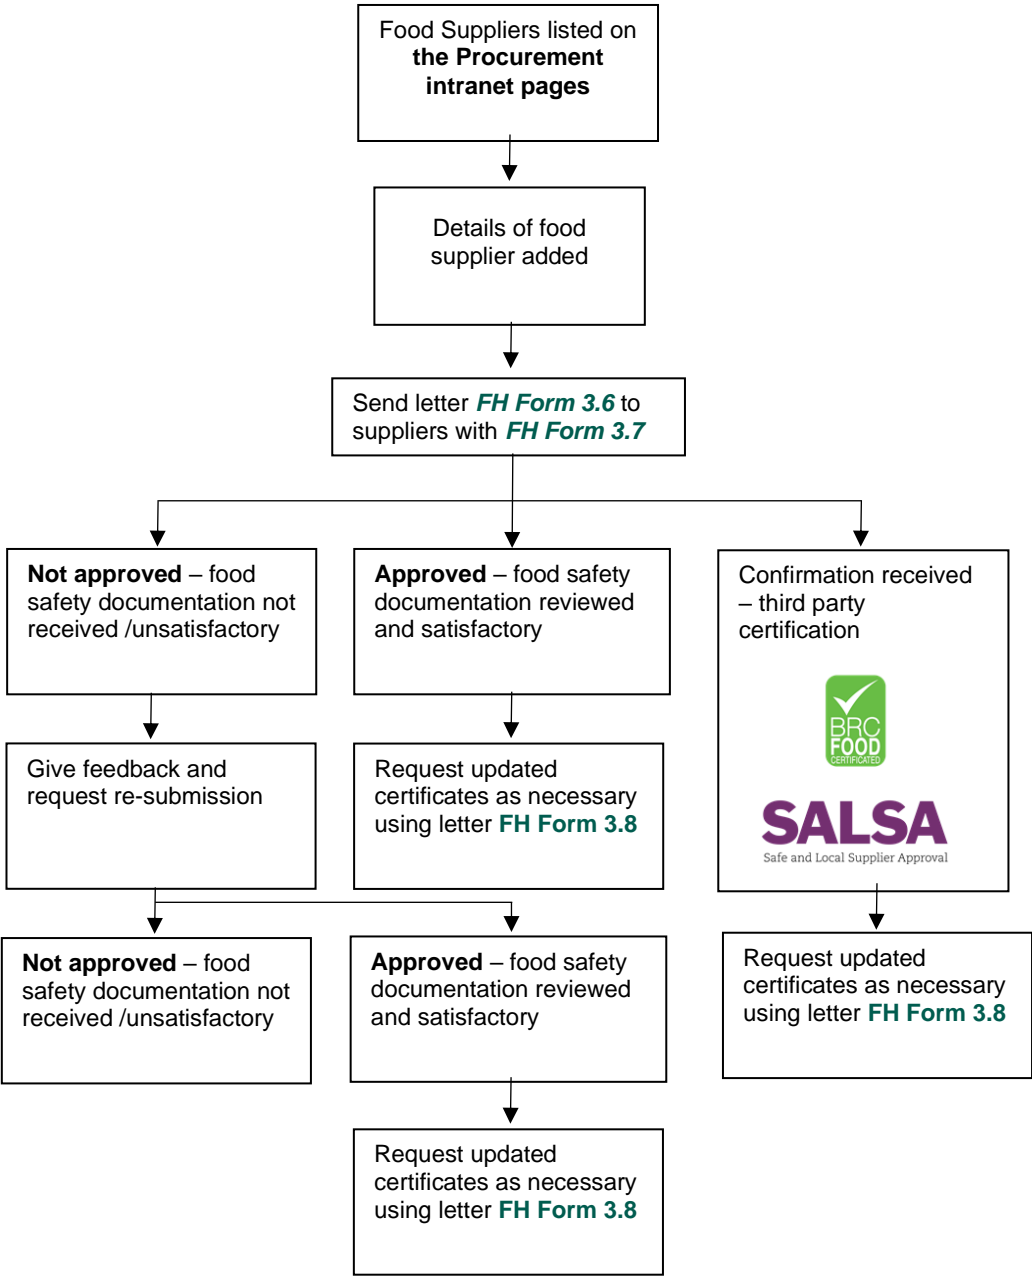 Food Suppliers listed on
the Procurement
intranet pages
Details of food
supplier added
Send letter FH Form 3.6 to
suppliers with FH Form 3.7
Not approved – food
safety documentation not
received /unsatisfactory
Approved – food safety
documentation reviewed
and satisfactory
Confirmation received
– third party
certification
BRC
FOOD
CERTIFICATED
SALSA
Safe and Local Supplier Approval
Give feedback and
request re-submission
Request updated
certificates as necessary
using letter FH Form 3.8
Not approved – food
safety documentation not
received /unsatisfactory
Approved – food safety
documentation reviewed
and satisfactory
Request updated
certificates as necessary
using letter FH Form 3.8
Request updated
certificates as necessary
using letter FH Form 3.8